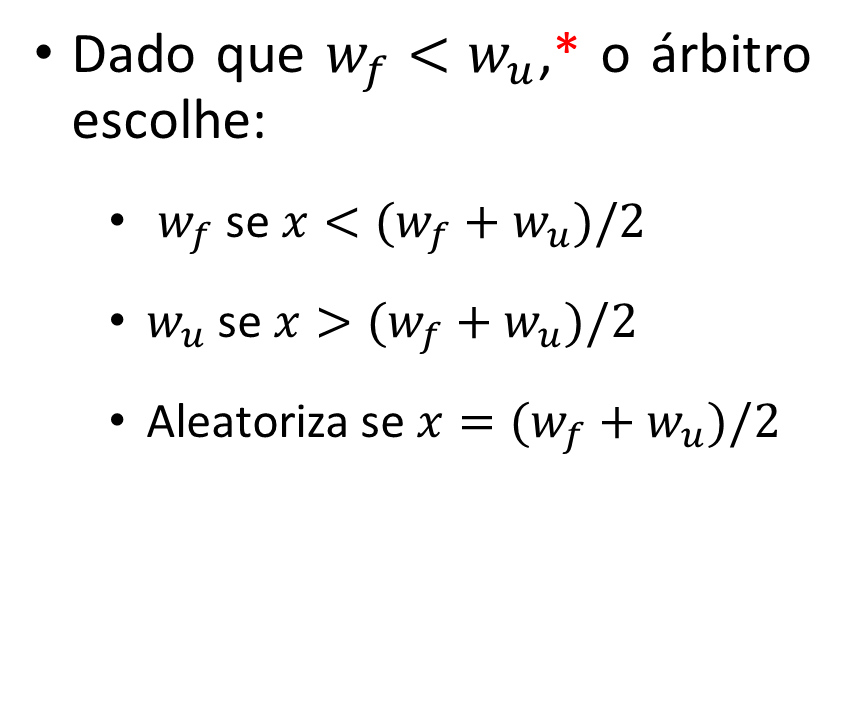 • Dado que $w_f < w_u$,* o árbitro
escolhe:
• $w_f$ se $x < (w_f + w_u)/2$
• $w_u$ se $x > (w_f + w_u)/2$
• Aleatoriza se $x = (w_f + w_u)/2$